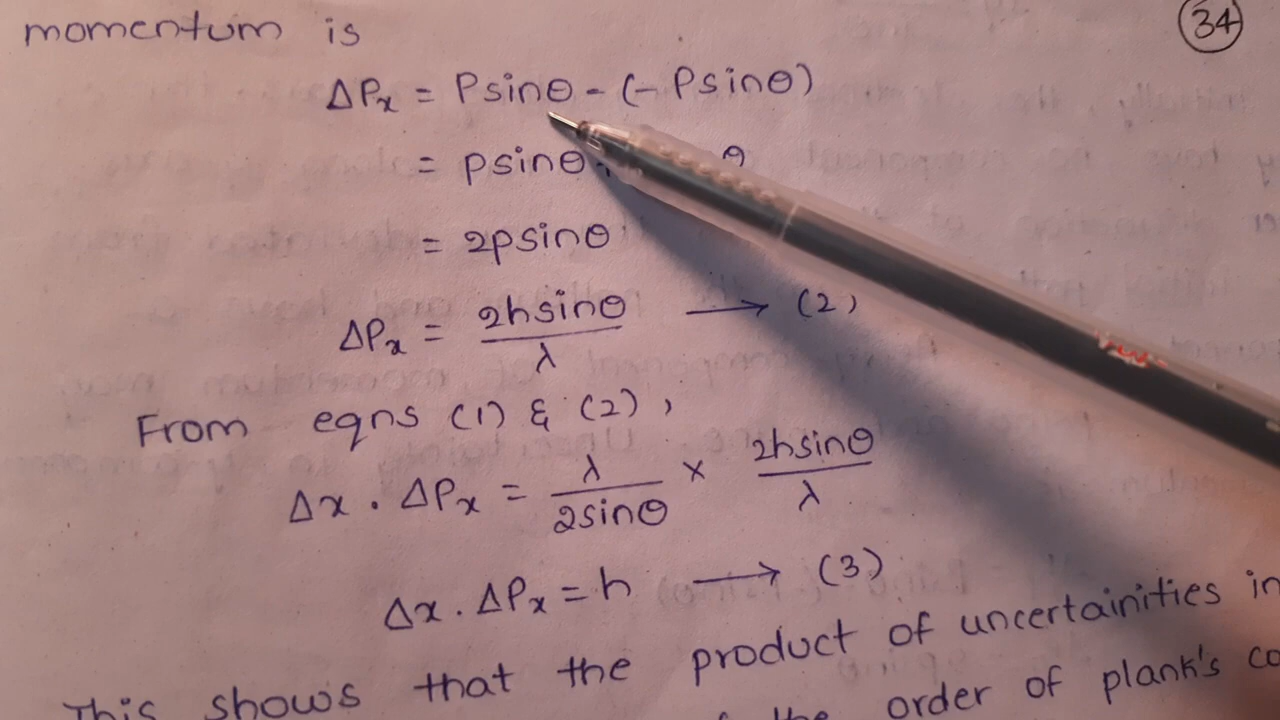 momentum is
34
ΔPx = Psinθ - (- Psinθ)
= psinθ θ
= 2psinθ
ΔPx = 2hsinθ/λ → (2)
From eqns (1) & (2),
Δx . ΔPx = λ/2sinθ × 2hsinθ/λ
Δx . ΔPx = h → (3)
This shows that the product of uncertainities in
the order of plank's